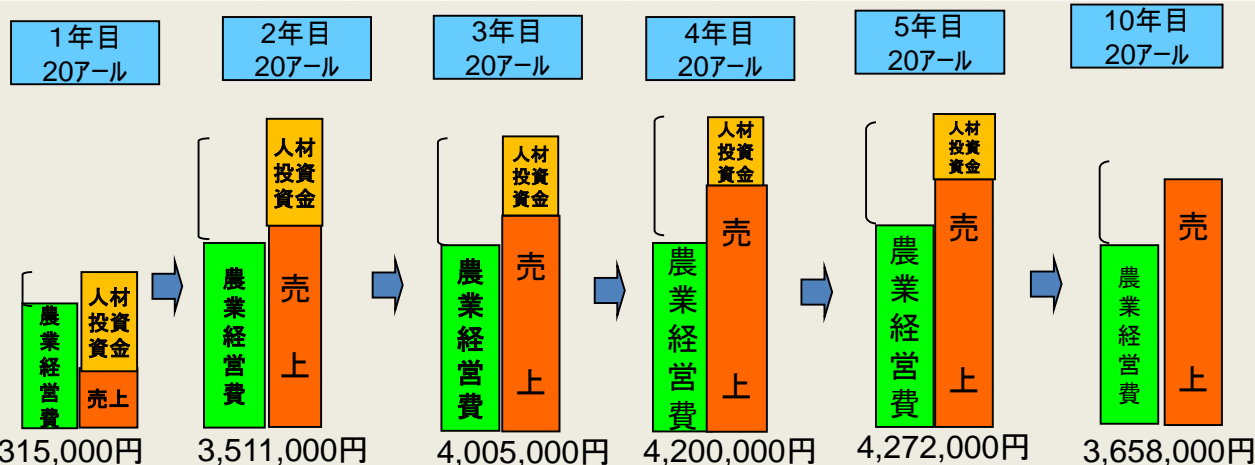 1年目
20アール
2年目
20アール
3年目
20アール
4年目
20アール
5年目
20アール
10年目
20アール
農業経営費
人材
投資
資金
売上
315,000円
農業経営費
人材
投資
資金
売上
3,511,000円
農業経営費
人材
投資
資金
売上
4,005,000円
農業経営費
人材
投資
資金
売上
4,200,000円
農業経営費
人材
投資
資金
売上
4,272,000円
農業経営費
売上
3,658,000円